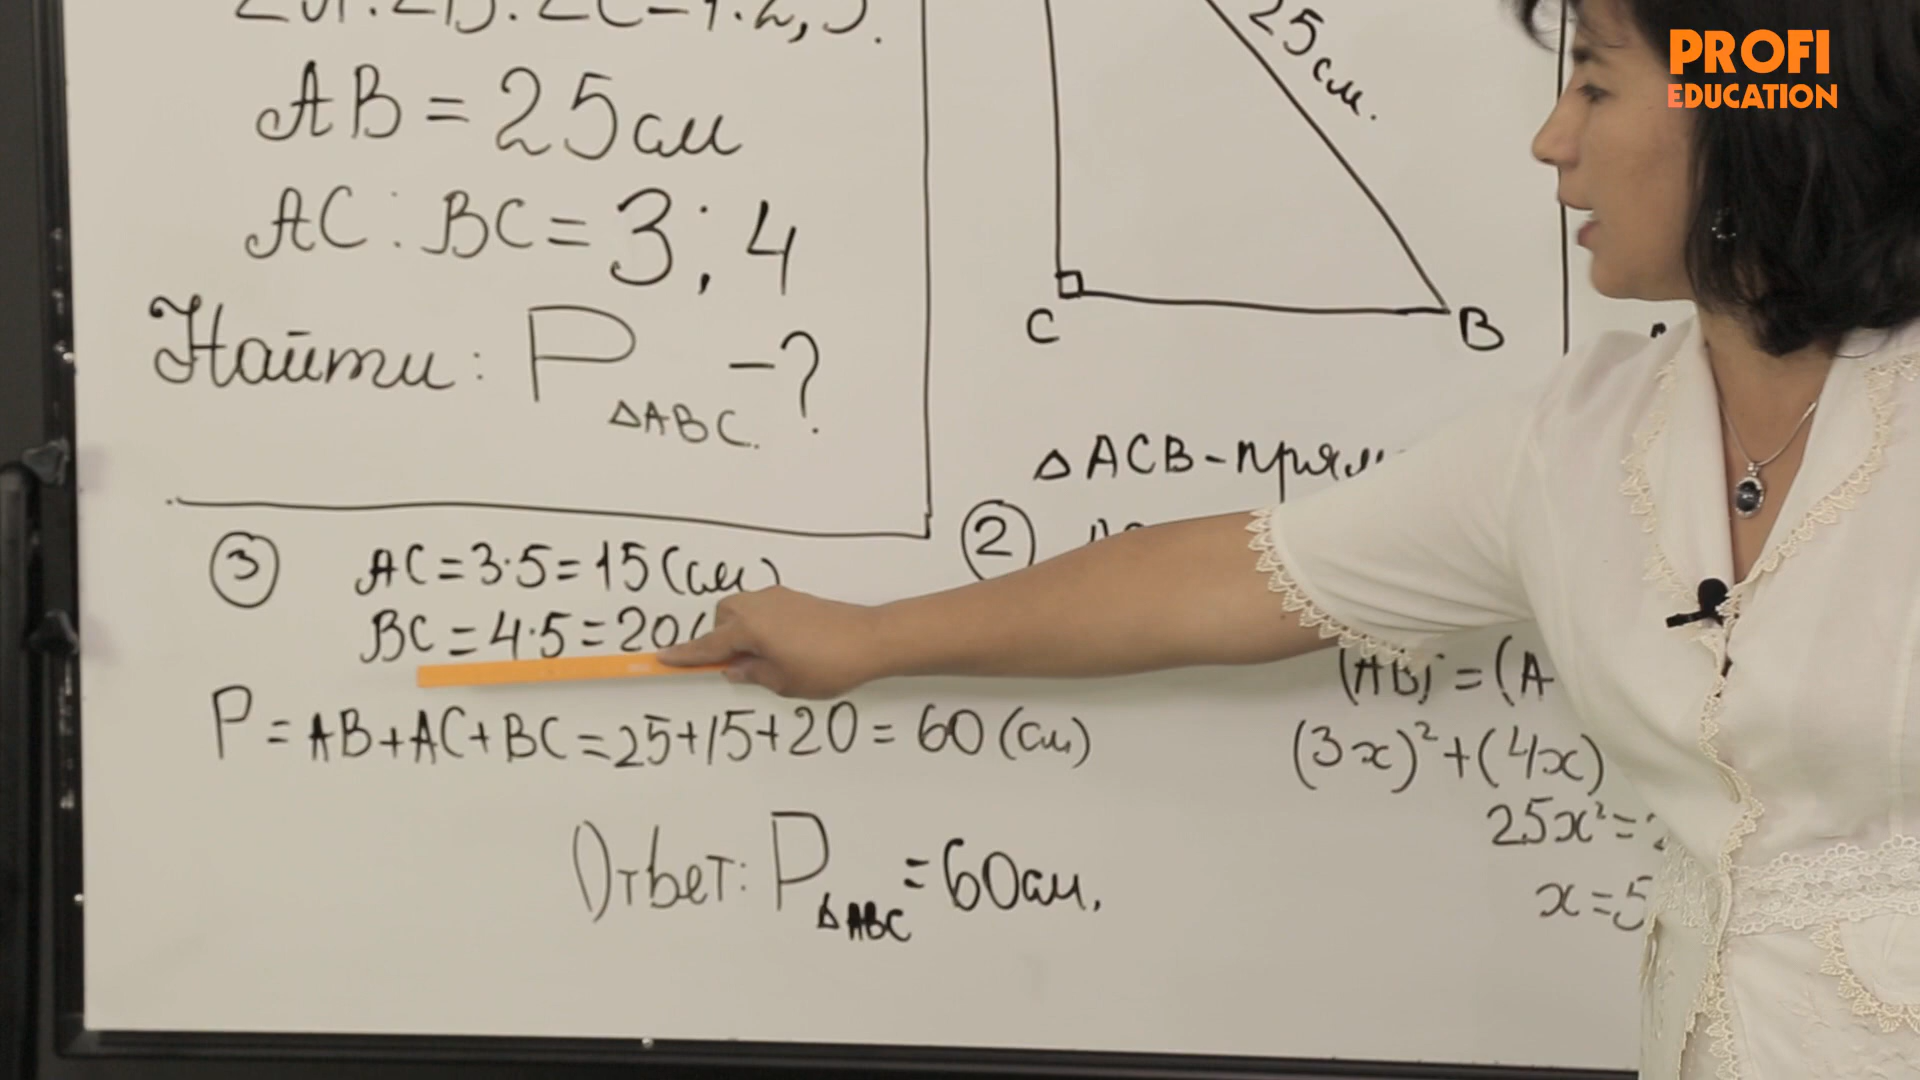 AB = 25см
AC : BC = 3 : 4
Найти: P△ABC. - ?
25см.
C
B
△ ACB -
2
(AB) = (A
(3x)²+(4x)
25x² =
x = 5
3
AC = 3·5 = 15 (см)
BC = 4·5 = 20 (
P = AB+AC+BC = 25+15+20 = 60 (см)
Ответ: P△ABC = 60см.
PROFI
EDUCATION